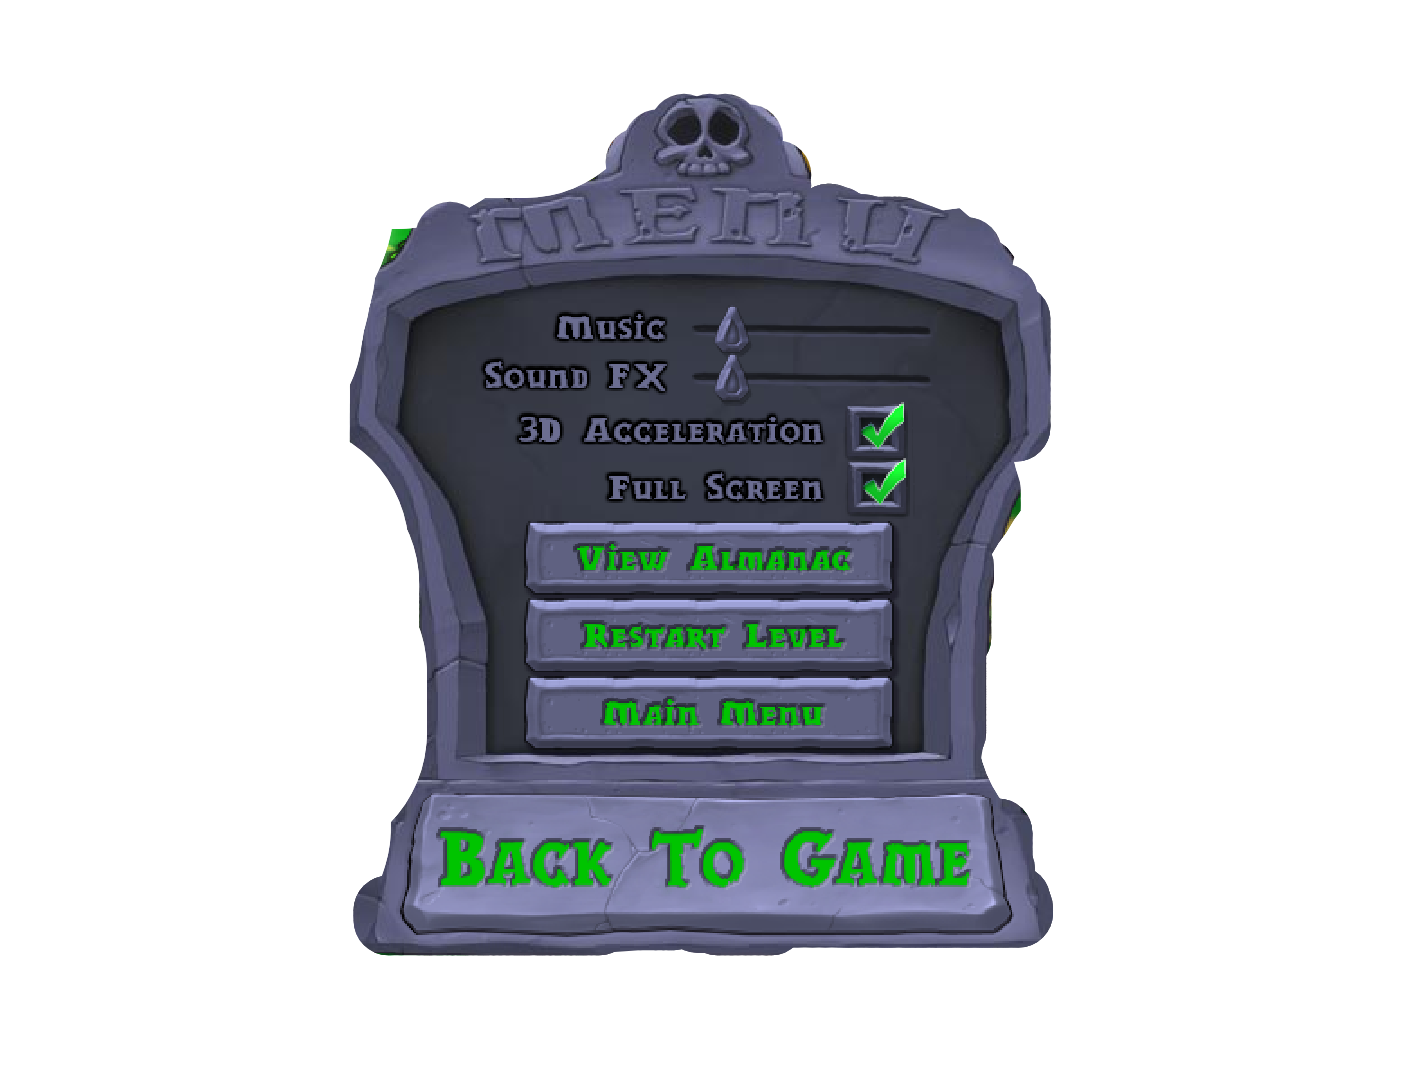 MENU
Music
Sound FX
3D Acceleration
Full Screen
View Almanac
Restart Level
Main Menu
Back To Game